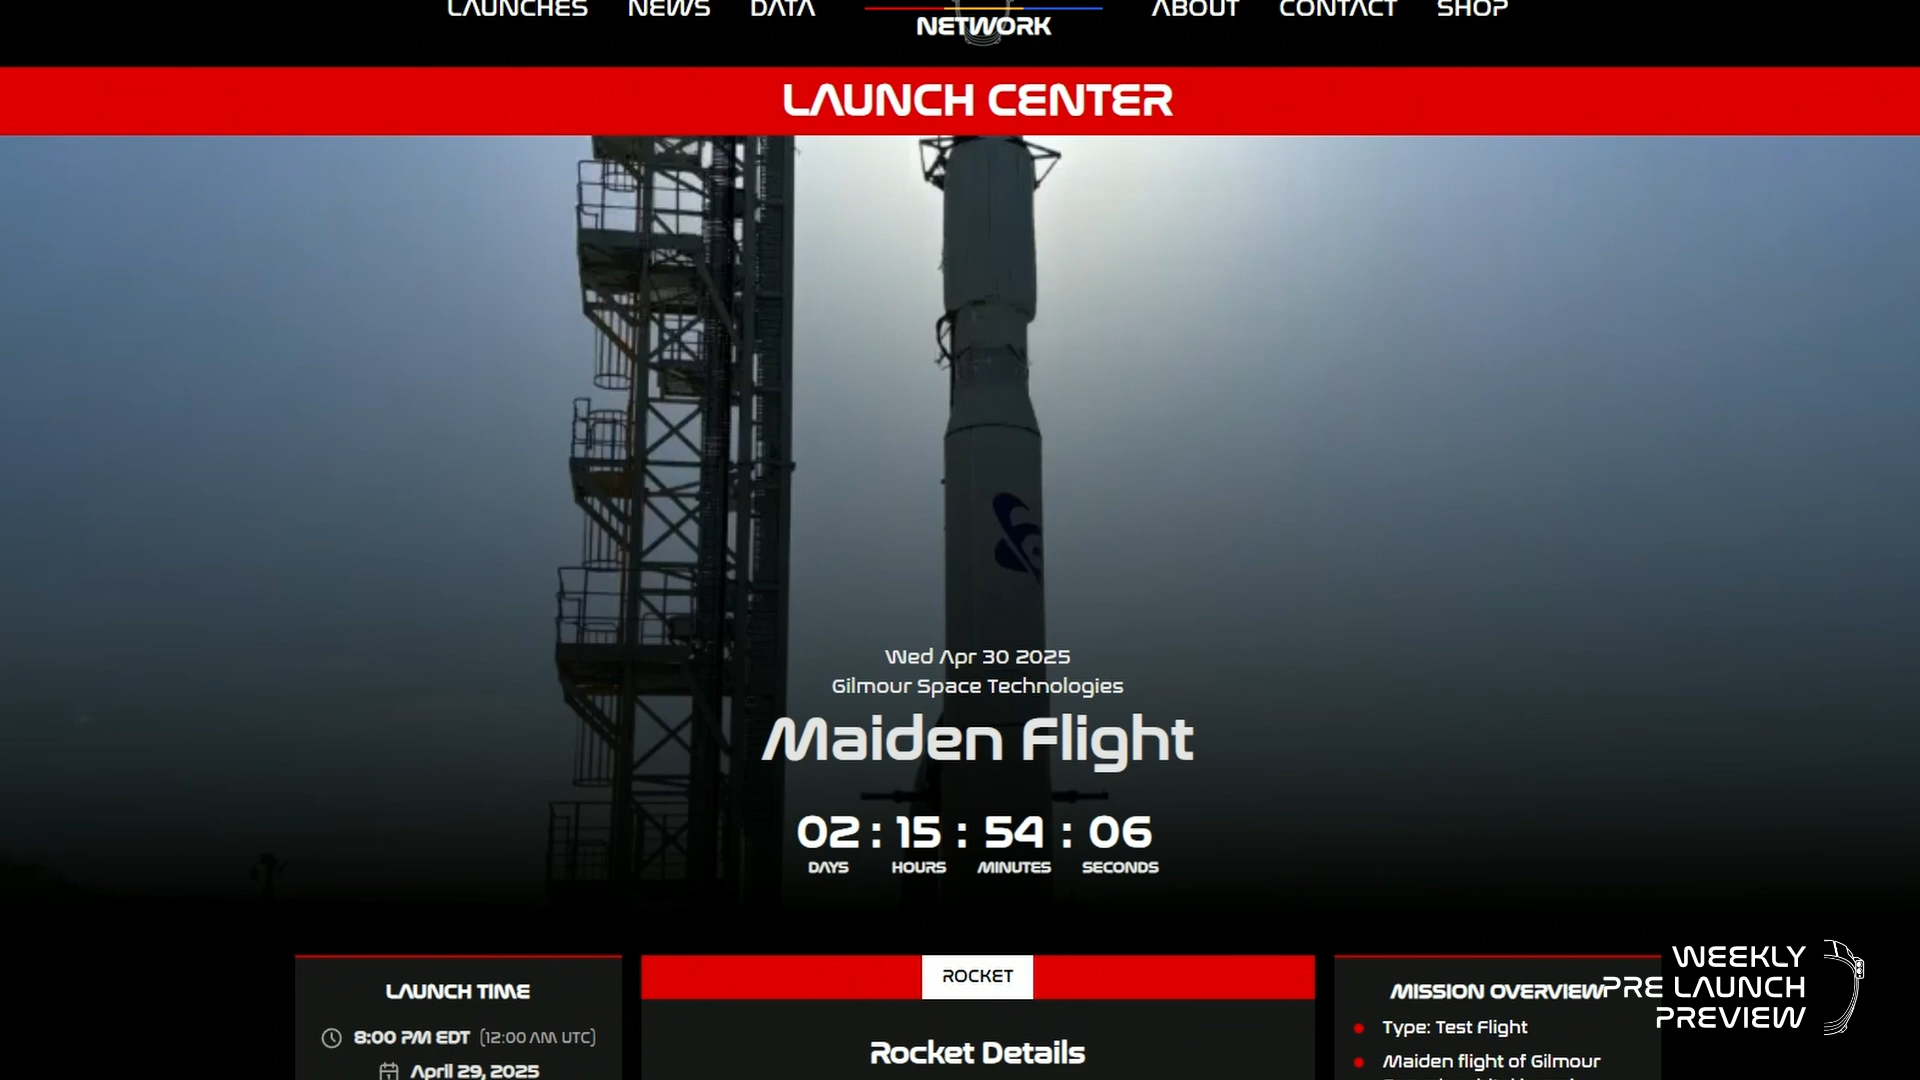 LAUNCHES NEWS DATA NETWORK ABOUT CONTACT SHOP
LAUNCH CENTER
Wed Apr 30 2025
Gilmour Space Technologies
Maiden Flight
02 : 15 : 54 : 06
DAYS HOURS MINUTES SECONDS
LAUNCH TIME
8:00 PM EDT (12:00 AM UTC)
April 29, 2025
ROCKET
Rocket Details
MISSION OVERVIEW
Type: Test Flight
Maiden flight of Gilmour
WEEKLY
PRE LAUNCH
PREVIEW